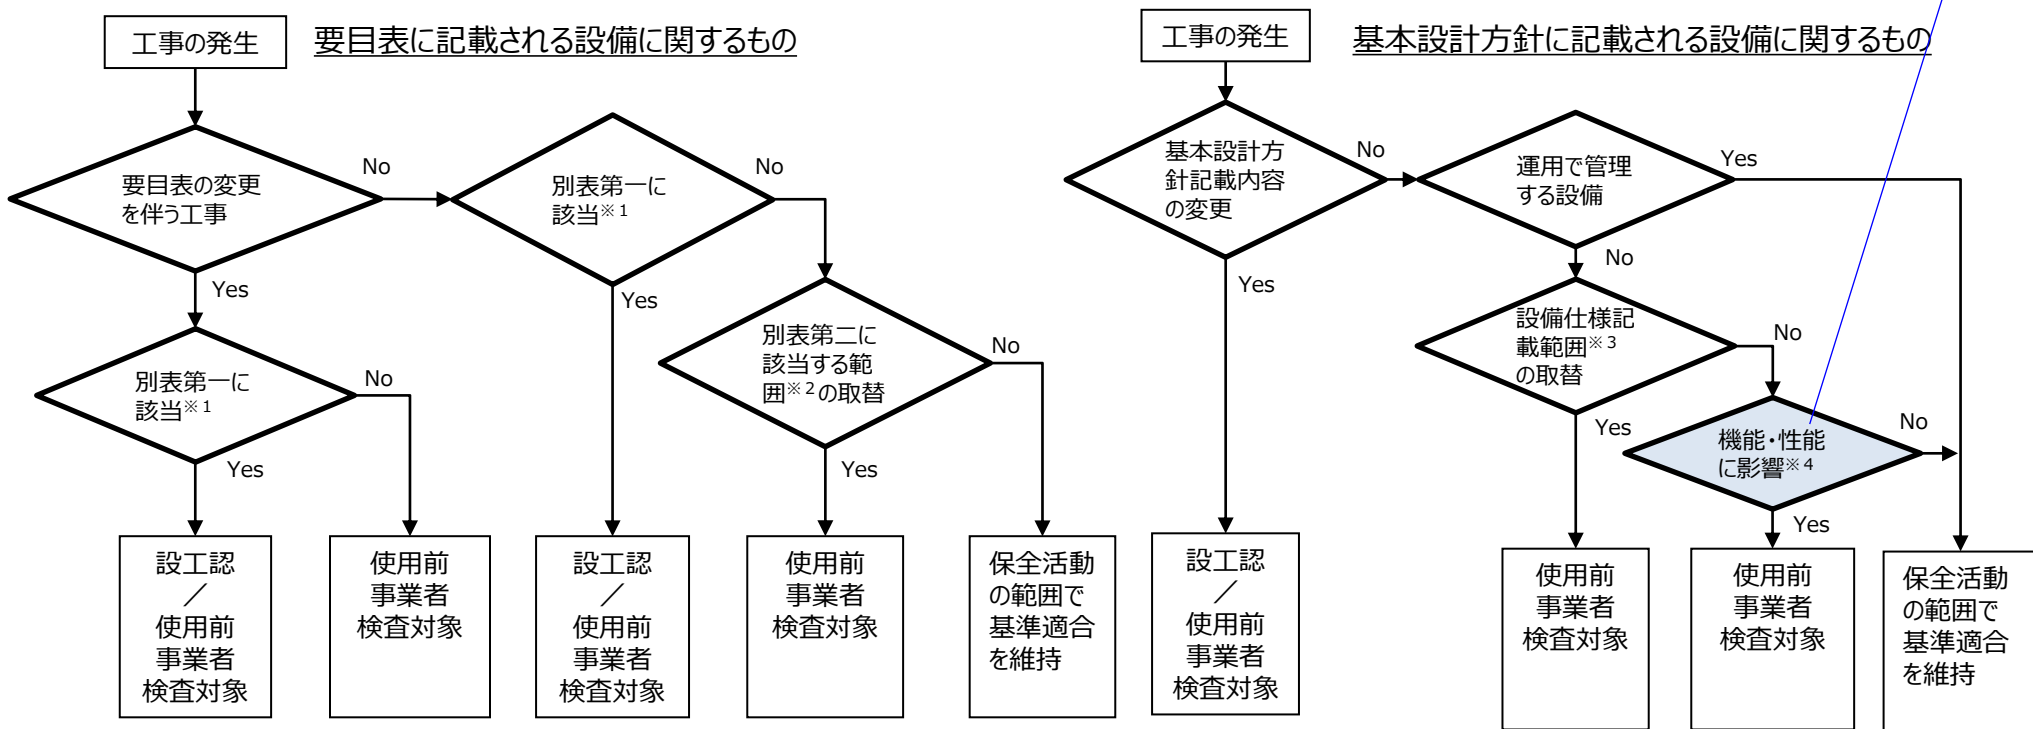 工事の発生
要目表に記載される設備に関するもの
要目表の変更
を伴う工事
No
Yes
別表第一に
該当※1
No
Yes
別表第一に
該当※1
No
Yes
別表第二に
該当する範
囲※2の取替
No
Yes
設工認
／
使用前
事業者
検査対象
使用前
事業者
検査対象
設工認
／
使用前
事業者
検査対象
使用前
事業者
検査対象
保全活動
の範囲で
基準適合
を維持
工事の発生
基本設計方針に記載される設備に関するもの
基本設計方
針記載内容
の変更
No
Yes
運用で管理
する設備
Yes
No
設備仕様記
載範囲※3
の取替
No
Yes
機能・性能
に影響※4
No
Yes
設工認
／
使用前
事業者
検査対象
使用前
事業者
検査対象
使用前
事業者
検査対象
保全活動
の範囲で
基準適合
を維持